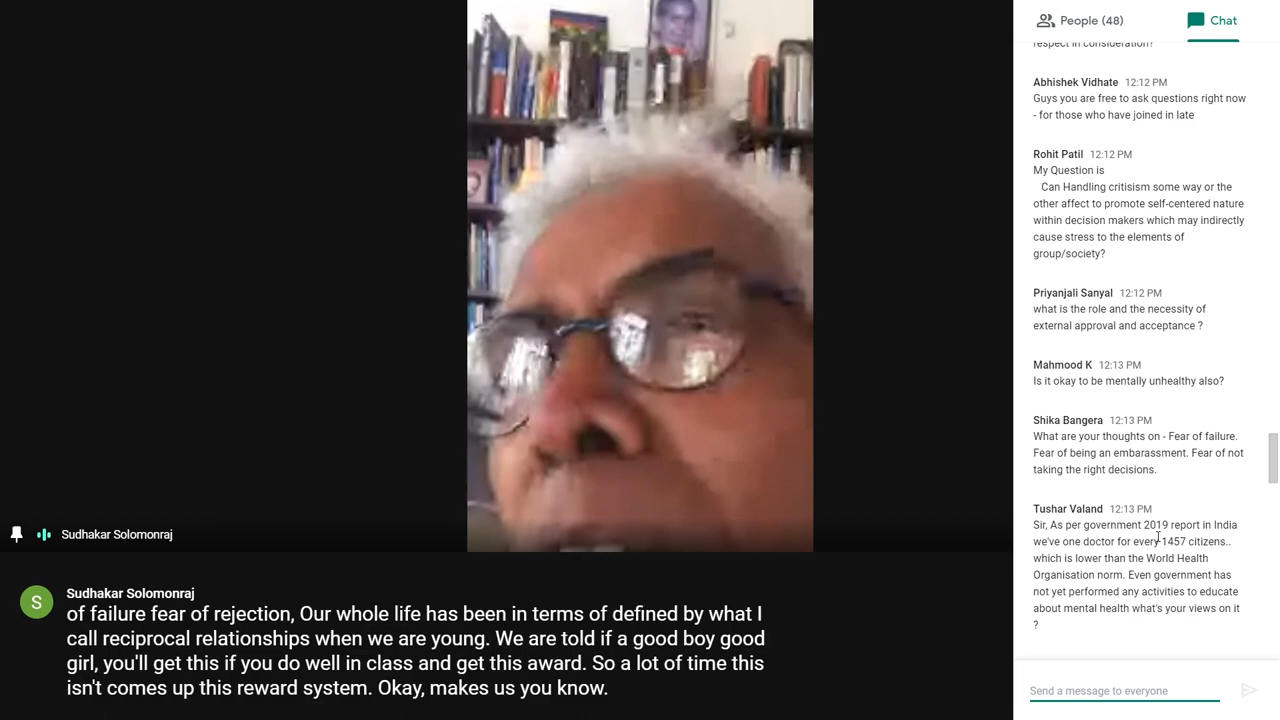 Sudhakar Solomonraj
Sudhakar Solomonraj
S
of failure fear of rejection, Our whole life has been in terms of defined by what I
call reciprocal relationships when we are young. We are told if a good boy good
girl, you'll get this if you do well in class and get this award. So a lot of time this
isn't comes up this reward system. Okay, makes us you know.
People (48)
Chat
respect in consideration?
Abhishek Vidhate 12:12 PM
Guys you are free to ask questions right now
- for those who have joined in late
Rohit Patil 12:12 PM
My Question is
Can Handling critisism some way or the
other affect to promote self-centered nature
within decision makers which may indirectly
cause stress to the elements of
group/society?
Priyanjali Sanyal 12:12 PM
what is the role and the necessity of
external approval and acceptance ?
Mahmood K 12:13 PM
Is it okay to be mentally unhealthy also?
Shika Bangera 12:13 PM
What are your thoughts on - Fear of failure.
Fear of being an embarassment. Fear of not
taking the right decisions.
Tushar Valand 12:13 PM
Sir, As per government 2019 report in India
we've one doctor for every 1457 citizens..
which is lower than the World Health
Organisation norm. Even government has
not yet performed any activities to educate
about mental health what's your views on it
?
Send a message to everyone